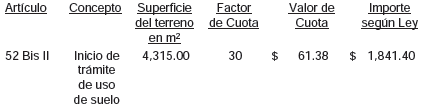 Artículo Concepto Superficie del terreno en m² Factor de Cuota Valor de Cuota Importe según Ley
52 Bis II Inicio de trámite de uso de suelo 4,315.00 30 $ 61.38 $ 1,841.40